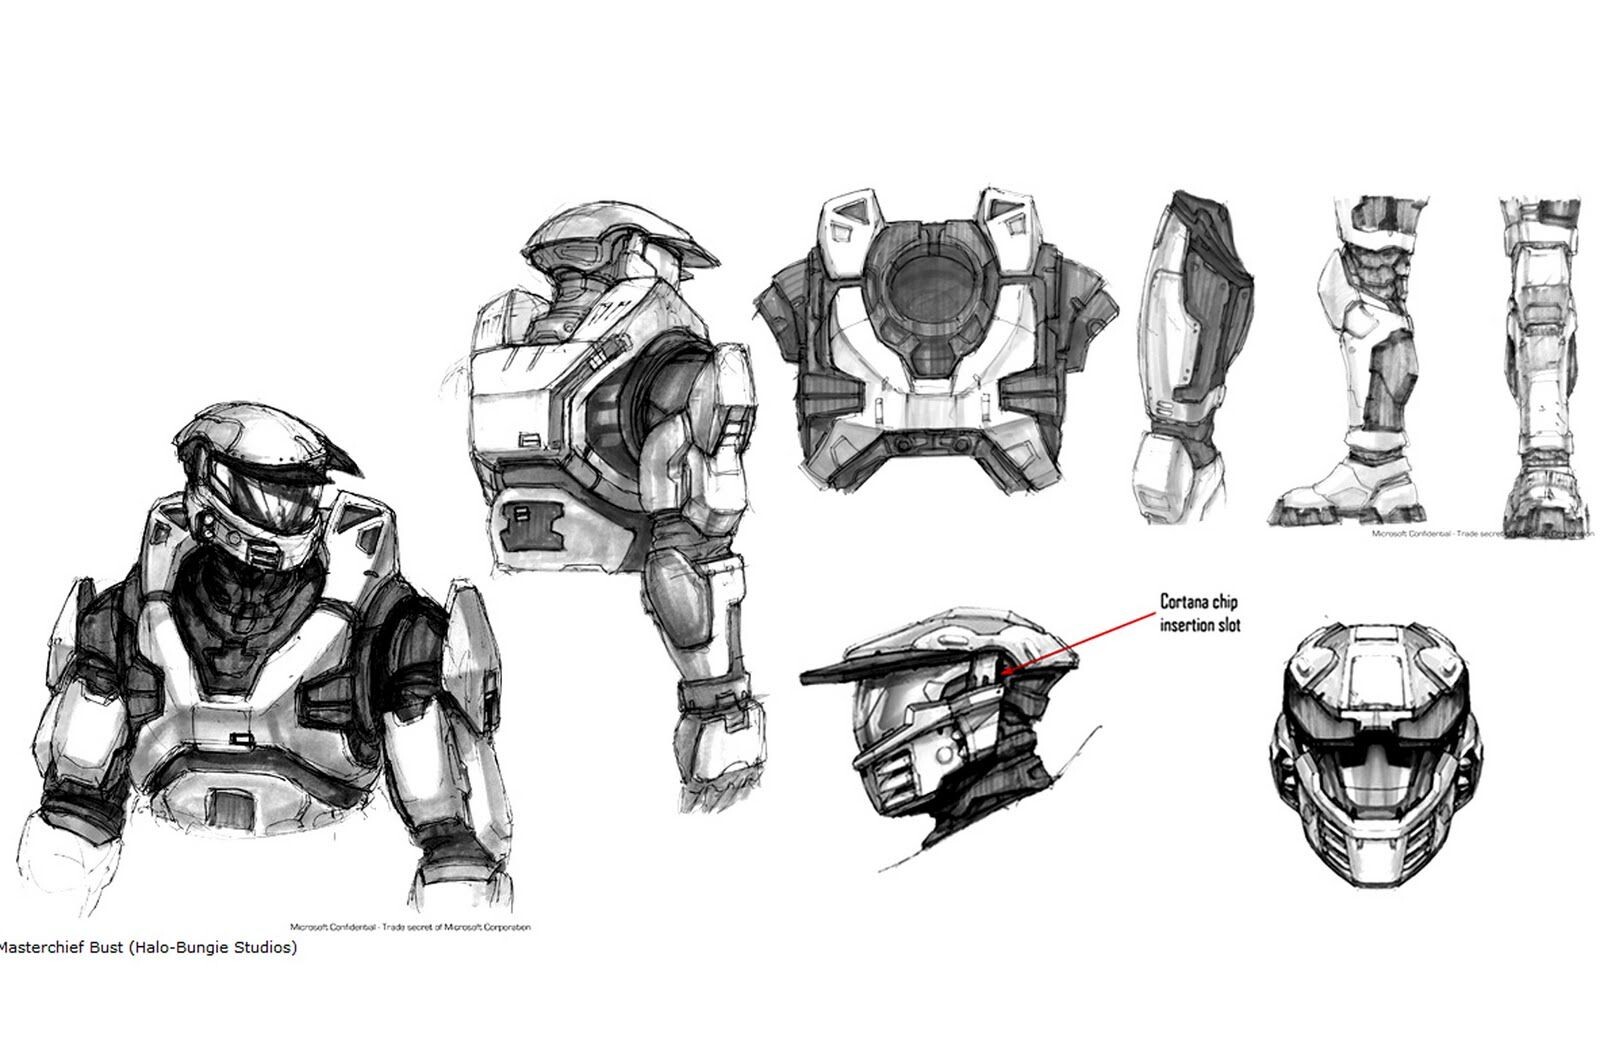 Microsoft Confidential - Trade secret of Microsoft Corporation
Cortana chip
insertion slot
Microsoft Confidential - Trade secret of Microsoft Corporation
Masterchief Bust (Halo-Bungie Studios)